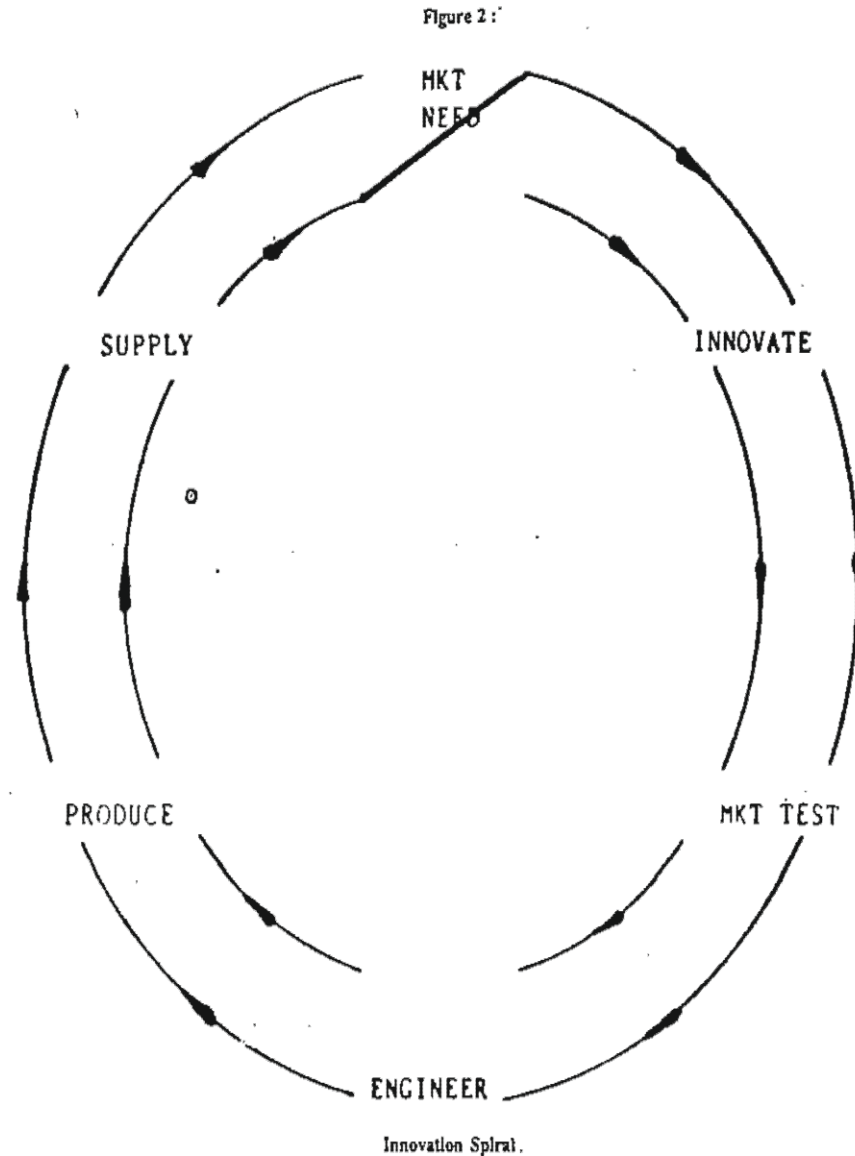 Figure 2 :
MKT
NEED
SUPPLY
INNOVATE
PRODUCE
MKT TEST
ENGINEER
Innovation Spiral.